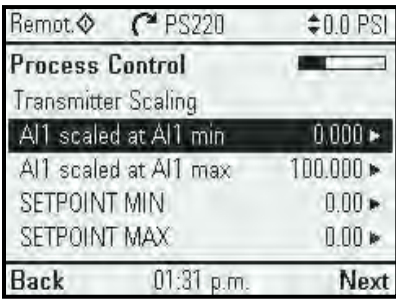 Remot. PS220 0.0 PSI
Process Control
Transmitter Scaling
AI1 scaled at AI1 min 0.000
AI1 scaled at AI1 max 100.000
SETPOINT MIN 0.00
SETPOINT MAX 0.00
Back 01:31 p.m. Next